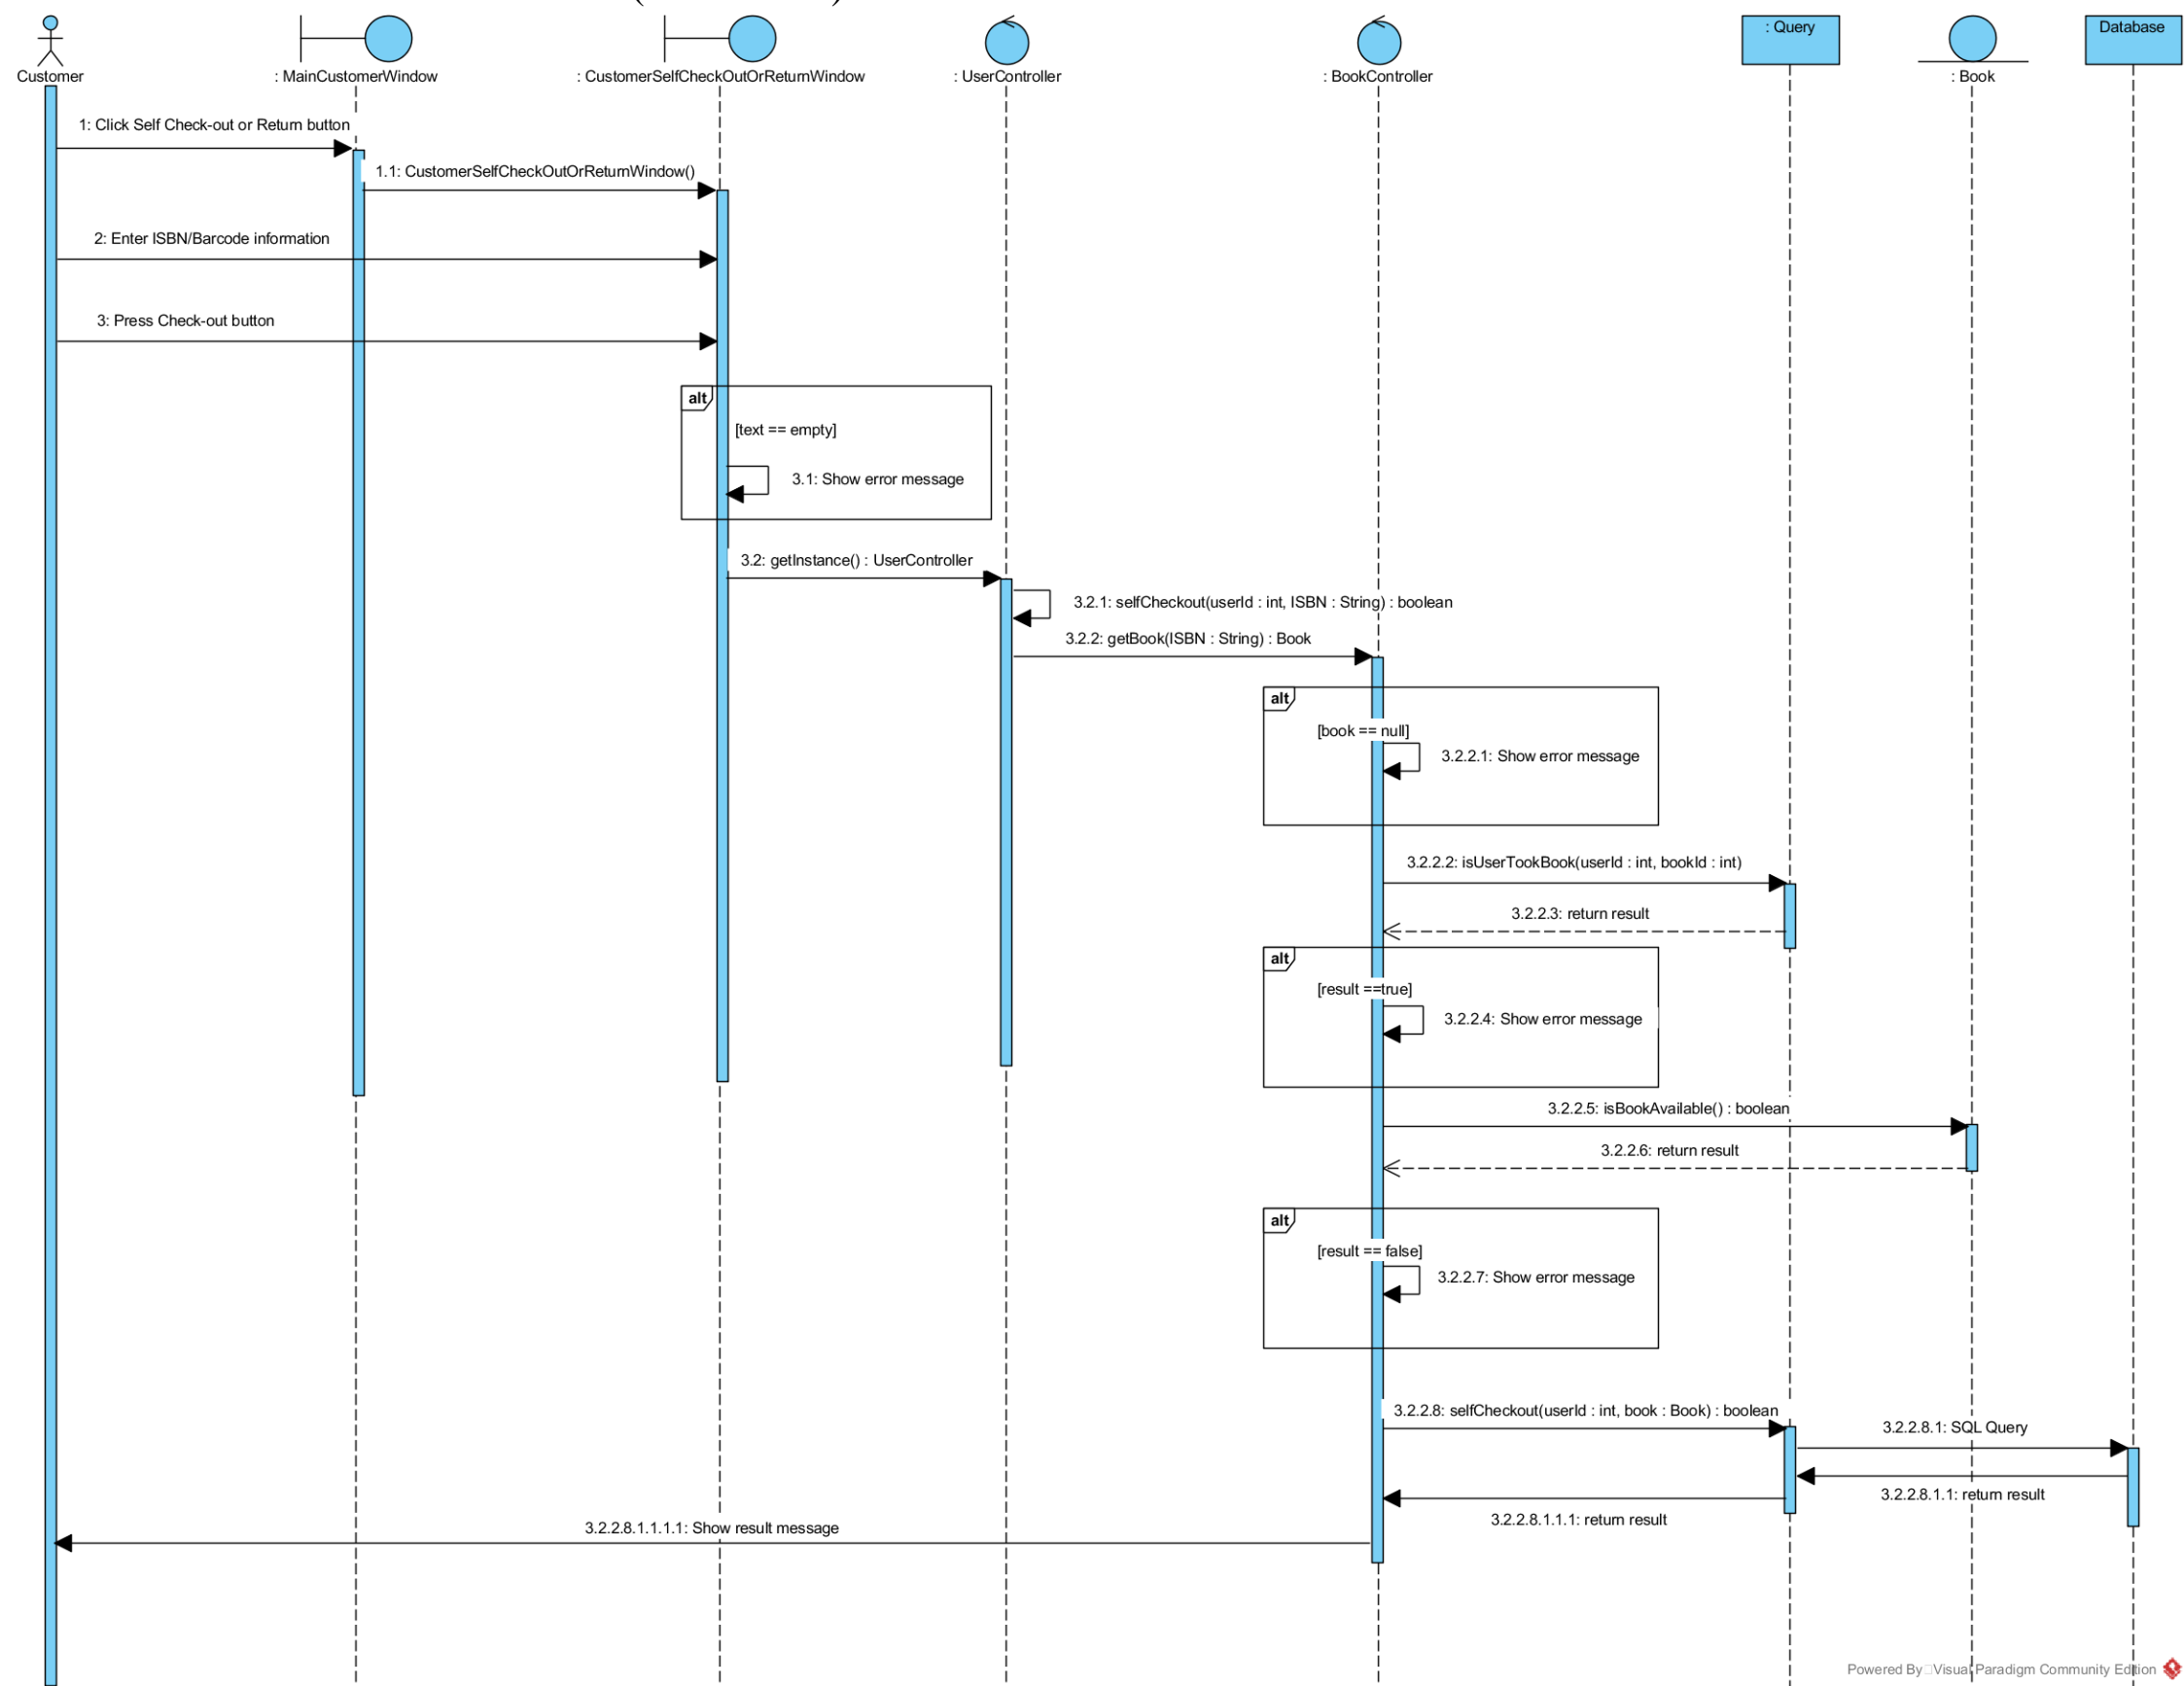 Customer
: MainCustomerWindow
: CustomerSelfCheckOutOrReturnWindow
: UserController
: BookController
: Query
: Book
Database
1: Click Self Check-out or Return button
1.1: CustomerSelfCheckOutOrReturnWindow()
2: Enter ISBN/Barcode information
3: Press Check-out button
alt
[text == empty]
3.1: Show error message
3.2: getInstance() : UserController
3.2.1: selfCheckout(userId : int, ISBN : String) : boolean
3.2.2: getBook(ISBN : String) : Book
alt
[book == null]
3.2.2.1: Show error message
3.2.2.2: isUserTookBook(userId : int, bookId : int)
3.2.2.3: return result
alt
[result ==true]
3.2.2.4: Show error message
3.2.2.5: isBookAvailable() : boolean
3.2.2.6: return result
alt
[result == false]
3.2.2.7: Show error message
3.2.2.8: selfCheckout(userId : int, book : Book) : boolean
3.2.2.8.1: SQL Query
3.2.2.8.1.1: return result
3.2.2.8.1.1.1: return result
3.2.2.8.1.1.1.1: Show result message
Powered By Visual Paradigm Community Edition